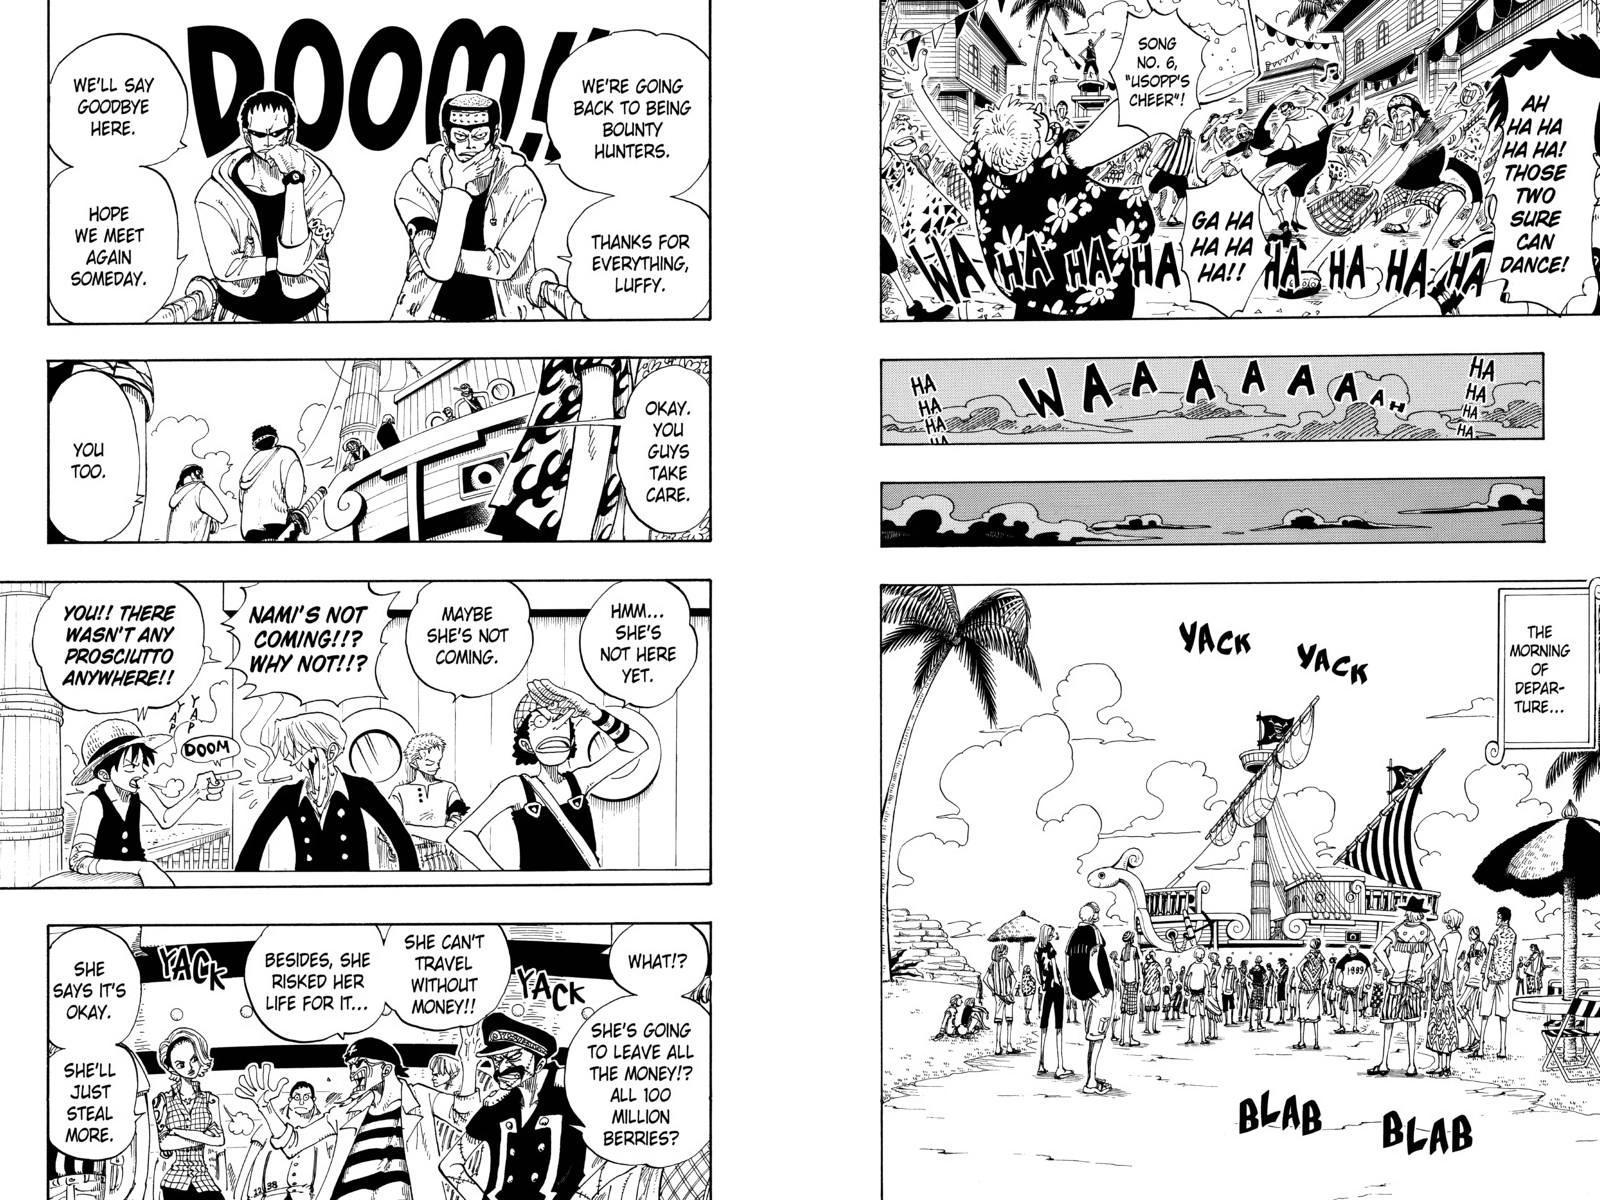 AH
HA HA
HA HA!
THOSE
TWO
SURE
CAN
DANCE!
SONG
NO. 6,
"USOPP'S
CHEER"!
GA HA
HA HA
HA!!
WA HA HA HA HA HA HA HA
HA
HA
HA
HA
WAAAAAAAH
HA
HA
HA
HA
THE
MORNING
OF
DEPAR-
TURE...
YACK
YACK
1989
BLAB
BLAB
DOOM!!
WE'RE GOING
BACK TO BEING
BOUNTY
HUNTERS.
THANKS FOR
EVERYTHING,
LUFFY.
WE'LL SAY
GOODBYE
HERE.
HOPE
WE MEET
AGAIN
SOMEDAY.
OKAY.
YOU
GUYS
TAKE
CARE.
YOU
TOO.
HMM...
SHE'S
NOT HERE
YET.
MAYBE
SHE'S NOT
COMING.
NAMI'S NOT
COMING!!?
WHY NOT!!?
YOU!! THERE
WASN'T ANY
PROSCIUTTO
ANYWHERE!!
YAP
YAP
DOOM
WHAT!?
SHE'S GOING
TO LEAVE ALL
THE MONEY!?
ALL 100
MILLION
BERRIES?
SHE CAN'T
TRAVEL
WITHOUT
MONEY!!
BESIDES, SHE
RISKED HER
LIFE FOR IT...
YACK
YACK
SHE
SAYS IT'S
OKAY.
SHE'LL
JUST
STEAL
MORE.